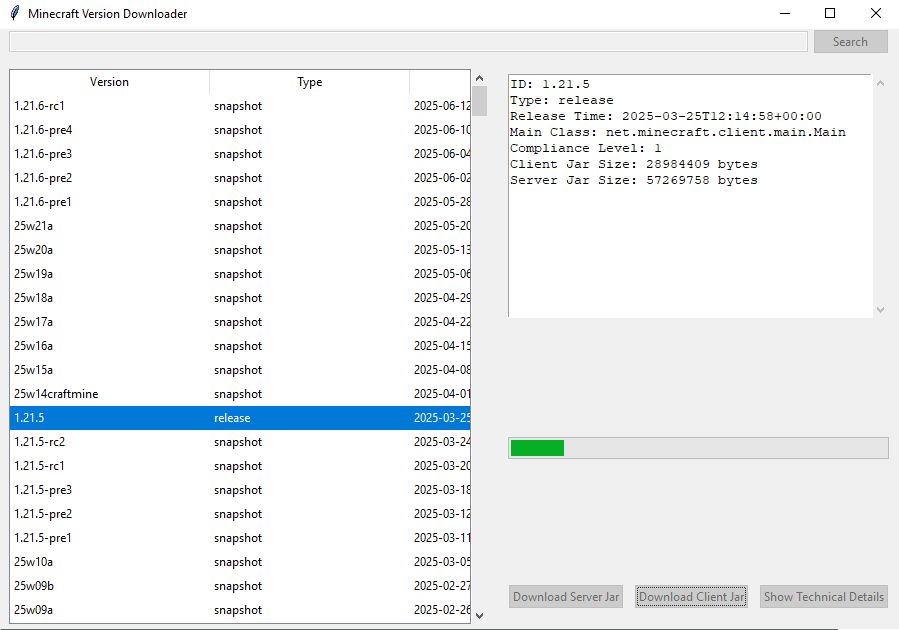 Minecraft Version Downloader
Search
Version Type
1.21.6-rc1 snapshot 2025-06-12
1.21.6-pre4 snapshot 2025-06-10
1.21.6-pre3 snapshot 2025-06-04
1.21.6-pre2 snapshot 2025-06-02
1.21.6-pre1 snapshot 2025-05-28
25w21a snapshot 2025-05-20
25w20a snapshot 2025-05-13
25w19a snapshot 2025-05-06
25w18a snapshot 2025-04-29
25w17a snapshot 2025-04-22
25w16a snapshot 2025-04-15
25w15a snapshot 2025-04-08
25w14craftmine snapshot 2025-04-01
1.21.5 release 2025-03-25
1.21.5-rc2 snapshot 2025-03-24
1.21.5-rc1 snapshot 2025-03-20
1.21.5-pre3 snapshot 2025-03-18
1.21.5-pre2 snapshot 2025-03-12
1.21.5-pre1 snapshot 2025-03-11
25w10a snapshot 2025-03-05
25w09b snapshot 2025-02-27
25w09a snapshot 2025-02-26
ID: 1.21.5
Type: release
Release Time: 2025-03-25T12:14:58+00:00
Main Class: net.minecraft.client.main.Main
Compliance Level: 1
Client Jar Size: 28984409 bytes
Server Jar Size: 57269758 bytes
Download Server Jar
Download Client Jar
Show Technical Details